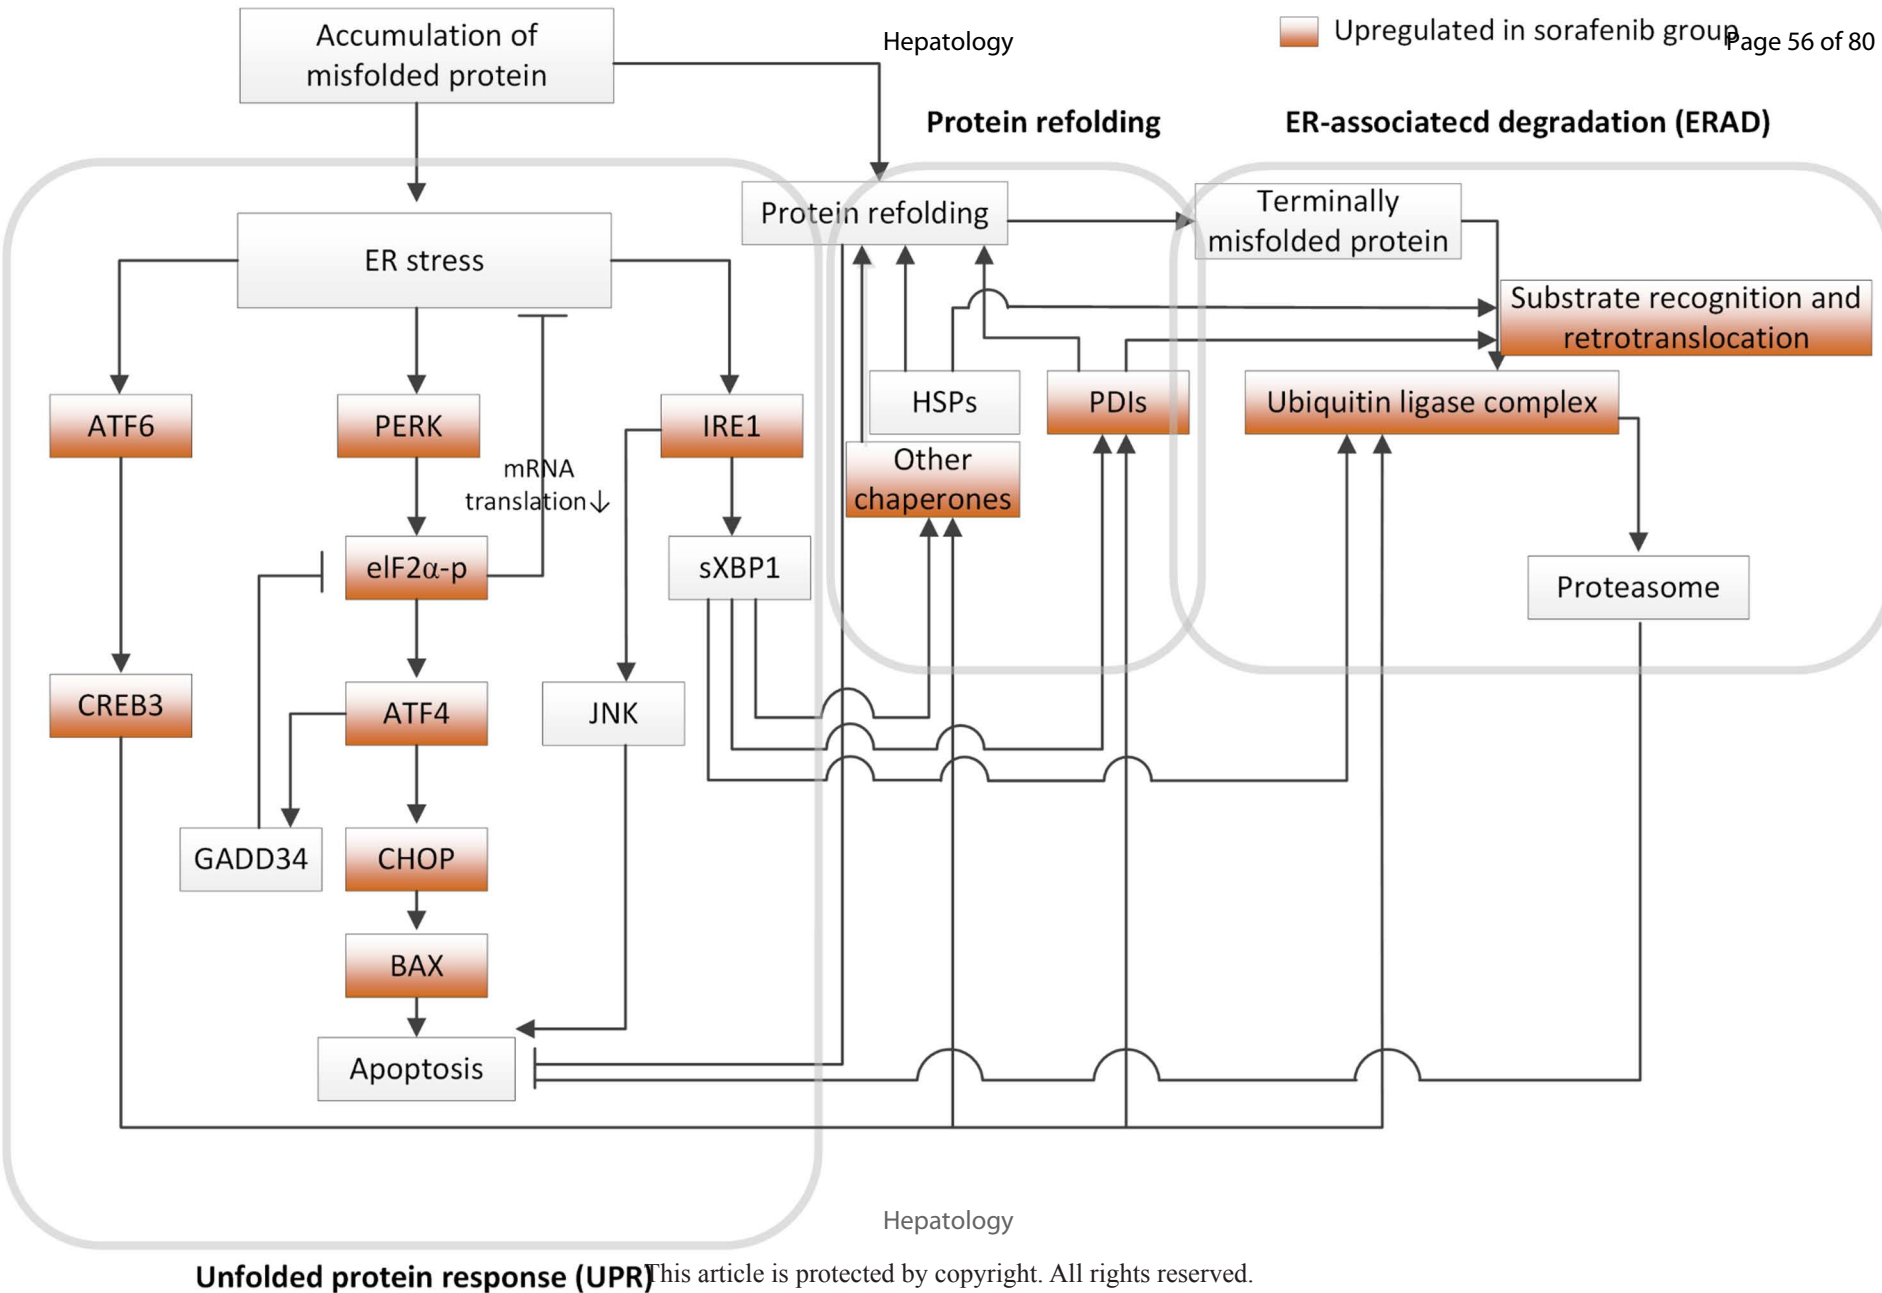 Accumulation of
misfolded protein
Hepatology
Upregulated in sorafenib group
Page 56 of 80
Protein refolding
ER-associatecd degradation (ERAD)
Protein refolding
Terminally
misfolded protein
ER stress
Substrate recognition and
retrotranslocation
ATF6
PERK
IRE1
HSPs
PDIs
Ubiquitin ligase complex
mRNA
translation↓
Other
chaperones
eIF2α-p
sXBP1
Proteasome
CREB3
ATF4
JNK
GADD34
CHOP
BAX
Apoptosis
Hepatology
Unfolded protein response (UPR)
This article is protected by copyright. All rights reserved.